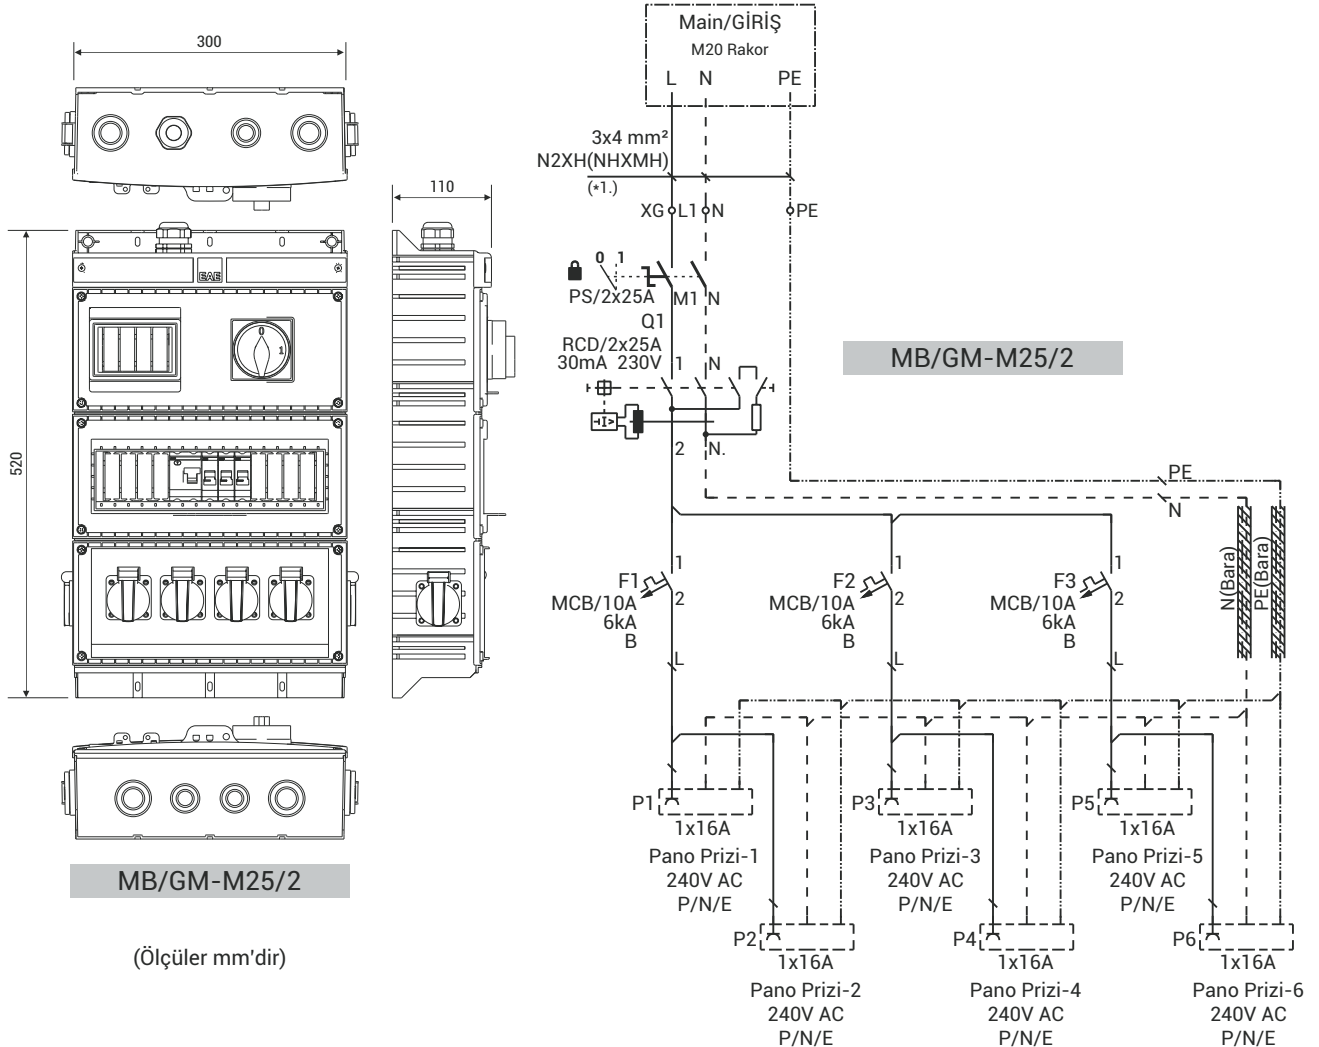 300
110
520
EAE
0
1
MB/GM-M25/2
(Ölçüler mm'dir)
Main/GİRİŞ
M20 Rakor
L N PE
3x4 mm²
N2XH(NHXMH)
(*1.)
XG L1 N PE
0 1
PS/2x25A M1 N
Q1
RCD/2x25A
30mA 230V 1 N
2 N.
MB/GM-M25/2
PE
N
N(Bara)
PE(Bara)
F1 1
MCB/10A 2
6kA
B
L
F2 1
MCB/10A 2
6kA
B
L
F3 1
MCB/10A 2
6kA
B
L
P1
1x16A
Pano Prizi-1
240V AC
P/N/E
P3
1x16A
Pano Prizi-3
240V AC
P/N/E
P5
1x16A
Pano Prizi-5
240V AC
P/N/E
P2
1x16A
Pano Prizi-2
240V AC
P/N/E
P4
1x16A
Pano Prizi-4
240V AC
P/N/E
P6
1x16A
Pano Prizi-6
240V AC
P/N/E